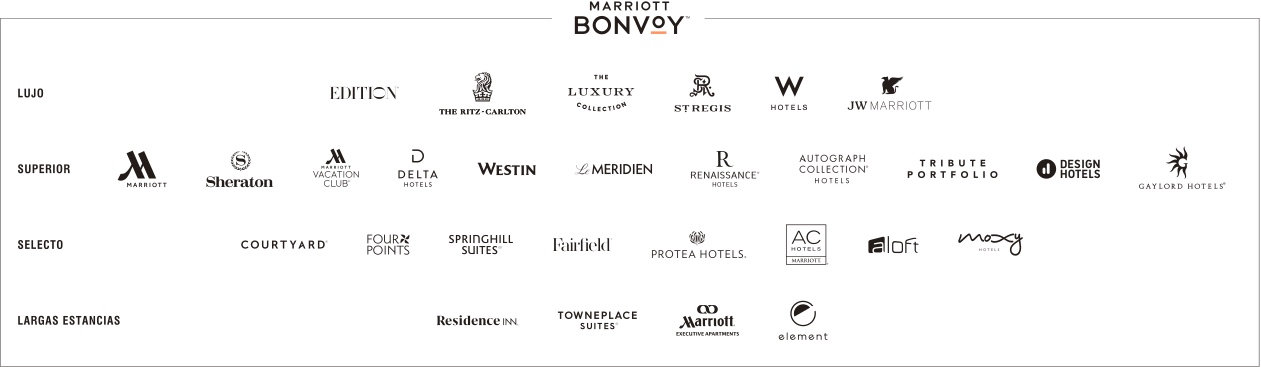 MARRIOTT
BONVOY™
LUJO
EDITION
THE RITZ-CARLTON
THE
LUXURY
COLLECTION
ST REGIS
W
HOTELS
JW MARRIOTT
SUPERIOR
MARRIOTT
S
Sheraton
MARRIOTT
VACATION
CLUB
D
DELTA
HOTELS
WESTIN
Le MERIDIEN
R
RENAISSANCE®
HOTELS
AUTOGRAPH
COLLECTION®
HOTELS
TRIBUTE
PORTFOLIO
DESIGN
HOTELS
GAYLORD HOTELS®
SELECTO
COURTYARD®
FOUR
POINTS
SPRINGHILL
SUITES®
Fairfield
PROTEA HOTELS.
AC
HOTELS
MARRIOTT
aloft
moxy
HOTELS
LARGAS ESTANCIAS
Residence INN.
TOWNEPLACE
SUITES®
Marriott
EXECUTIVE APARTMENTS
element